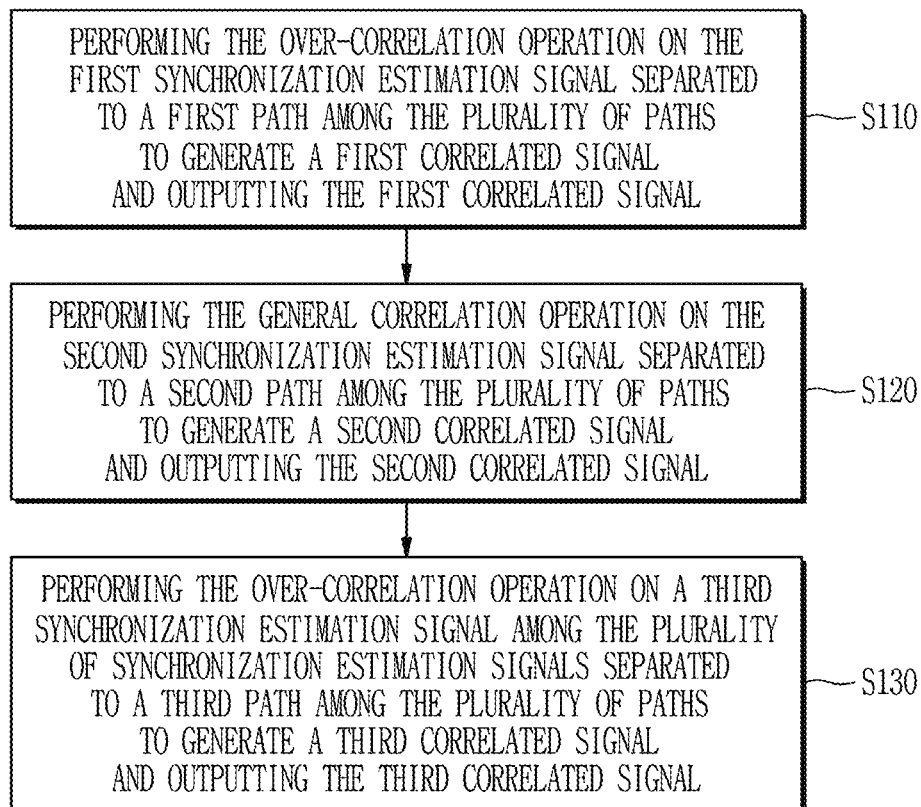 PERFORMING THE OVER-CORRELATION OPERATION ON THE
FIRST SYNCHRONIZATION ESTIMATION SIGNAL SEPARATED
TO A FIRST PATH AMONG THE PLURALITY OF PATHS
TO GENERATE A FIRST CORRELATED SIGNAL
AND OUTPUTTING THE FIRST CORRELATED SIGNAL
S110
PERFORMING THE GENERAL CORRELATION OPERATION ON THE
SECOND SYNCHRONIZATION ESTIMATION SIGNAL SEPARATED
TO A SECOND PATH AMONG THE PLURALITY OF PATHS
TO GENERATE A SECOND CORRELATED SIGNAL
AND OUTPUTTING THE SECOND CORRELATED SIGNAL
S120
PERFORMING THE OVER-CORRELATION OPERATION ON A THIRD
SYNCHRONIZATION ESTIMATION SIGNAL AMONG THE PLURALITY
OF SYNCHRONIZATION ESTIMATION SIGNALS SEPARATED
TO A THIRD PATH AMONG THE PLURALITY OF PATHS
TO GENERATE A THIRD CORRELATED SIGNAL
AND OUTPUTTING THE THIRD CORRELATED SIGNAL
S130